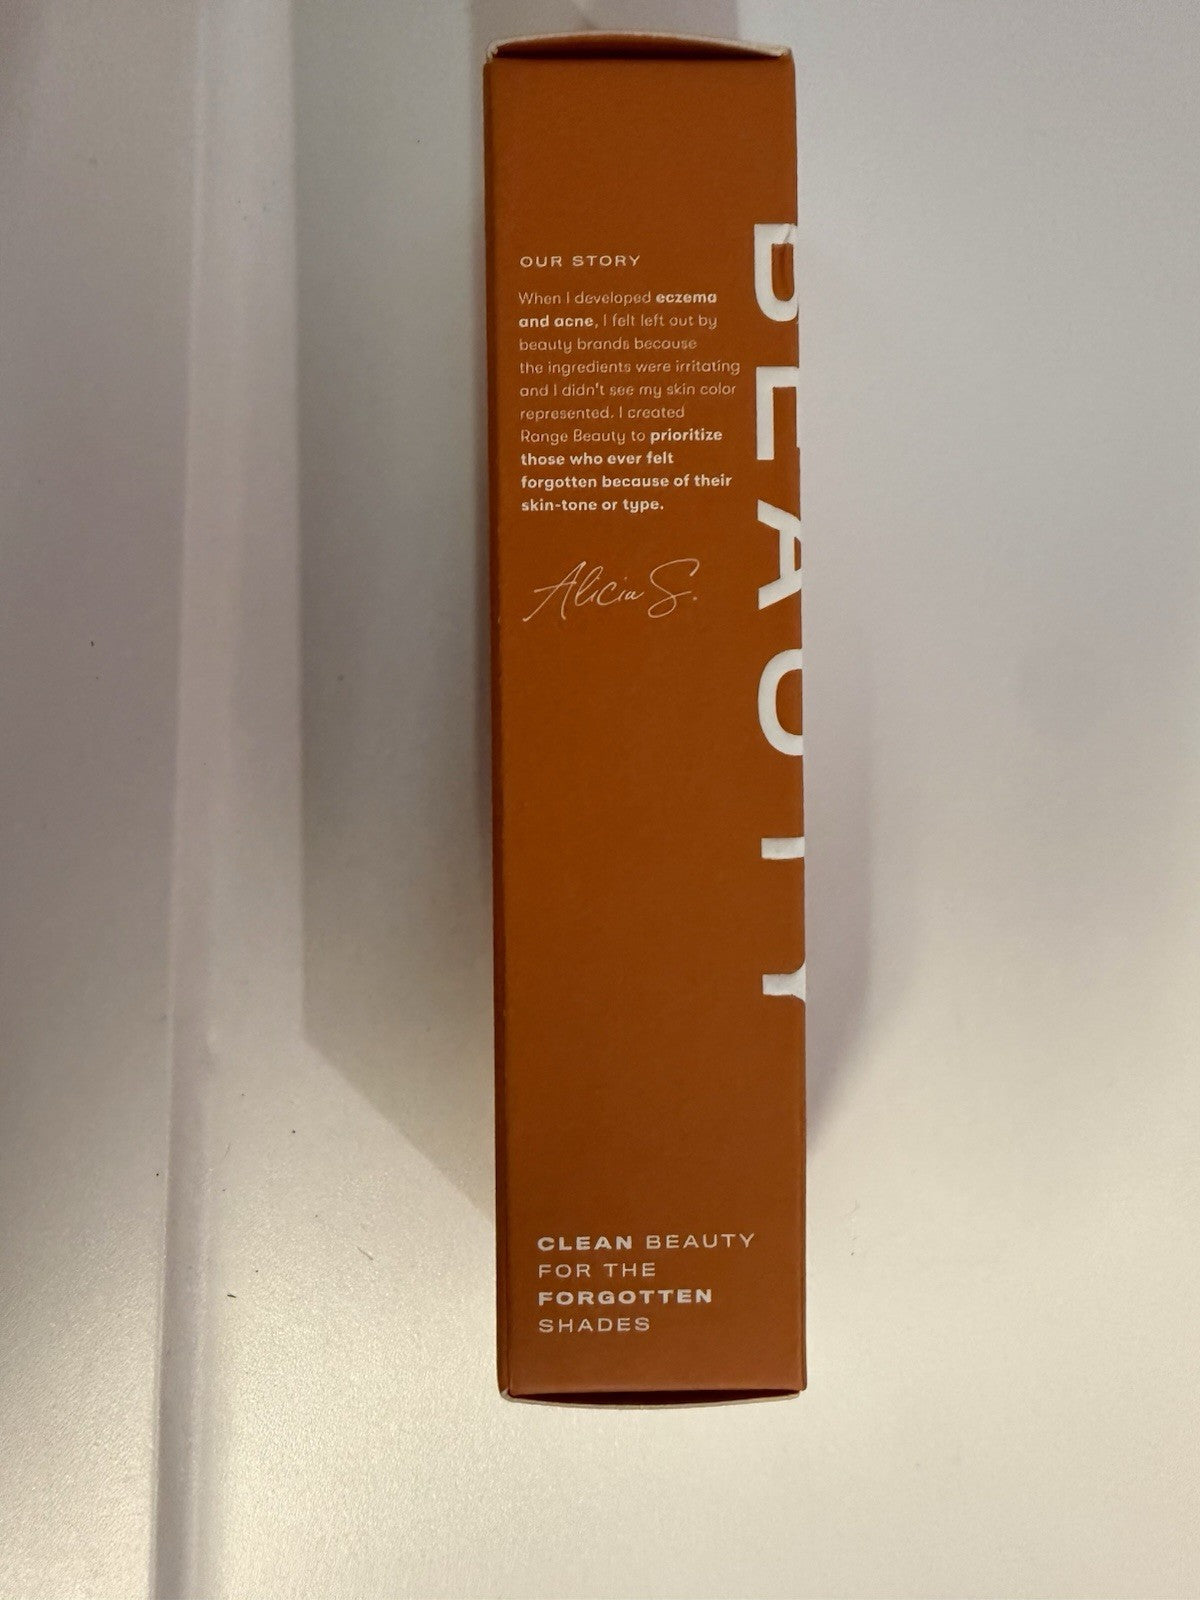 OUR STORY
When I developed eczema
and acne, I felt left out by
beauty brands because
the ingredients were irritating
and I didn't see my skin color
represented. I created
Range Beauty to prioritize
those who ever felt
forgotten because of their
skin-tone or type.
Alicia S.
BEAUTY
CLEAN BEAUTY
FOR THE
FORGOTTEN
SHADES